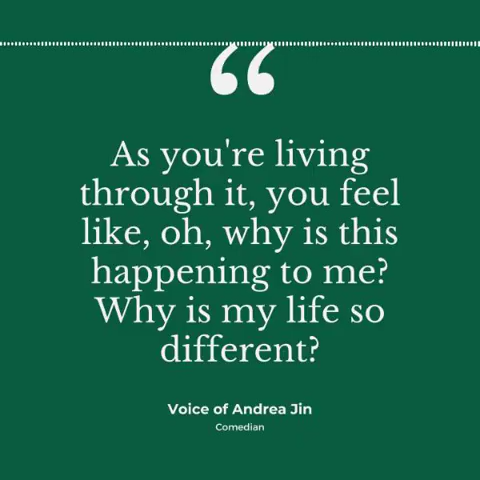 “
As you're living
through it, you feel
like, oh, why is this
happening to me?
Why is my life so
different?
Voice of Andrea Jin
Comedian